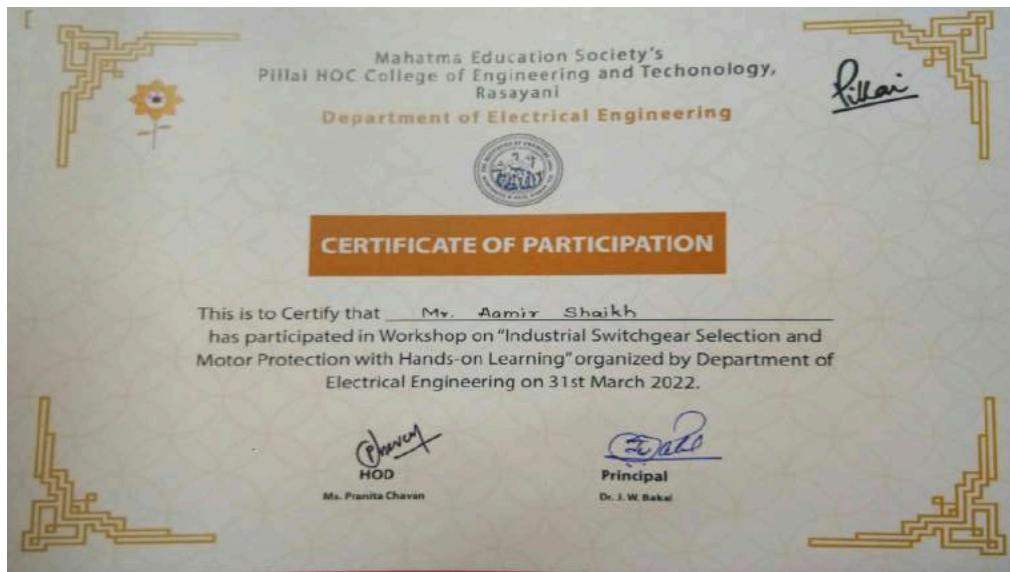 Mahatma Education Society's
Pillai HOC College of Engineering and Techonology,
Rasayani
Pillai
Department of Electrical Engineering
CERTIFICATE OF PARTICIPATION
This is to Certify that Mr. Aamir Shaikh
has participated in Workshop on "Industrial Switchgear Selection and
Motor Protection with Hands-on Learning" organized by Department of
Electrical Engineering on 31st March 2022.
HOD
Ms. Pranita Chavan
Principal
Dr. J. W. Bakal